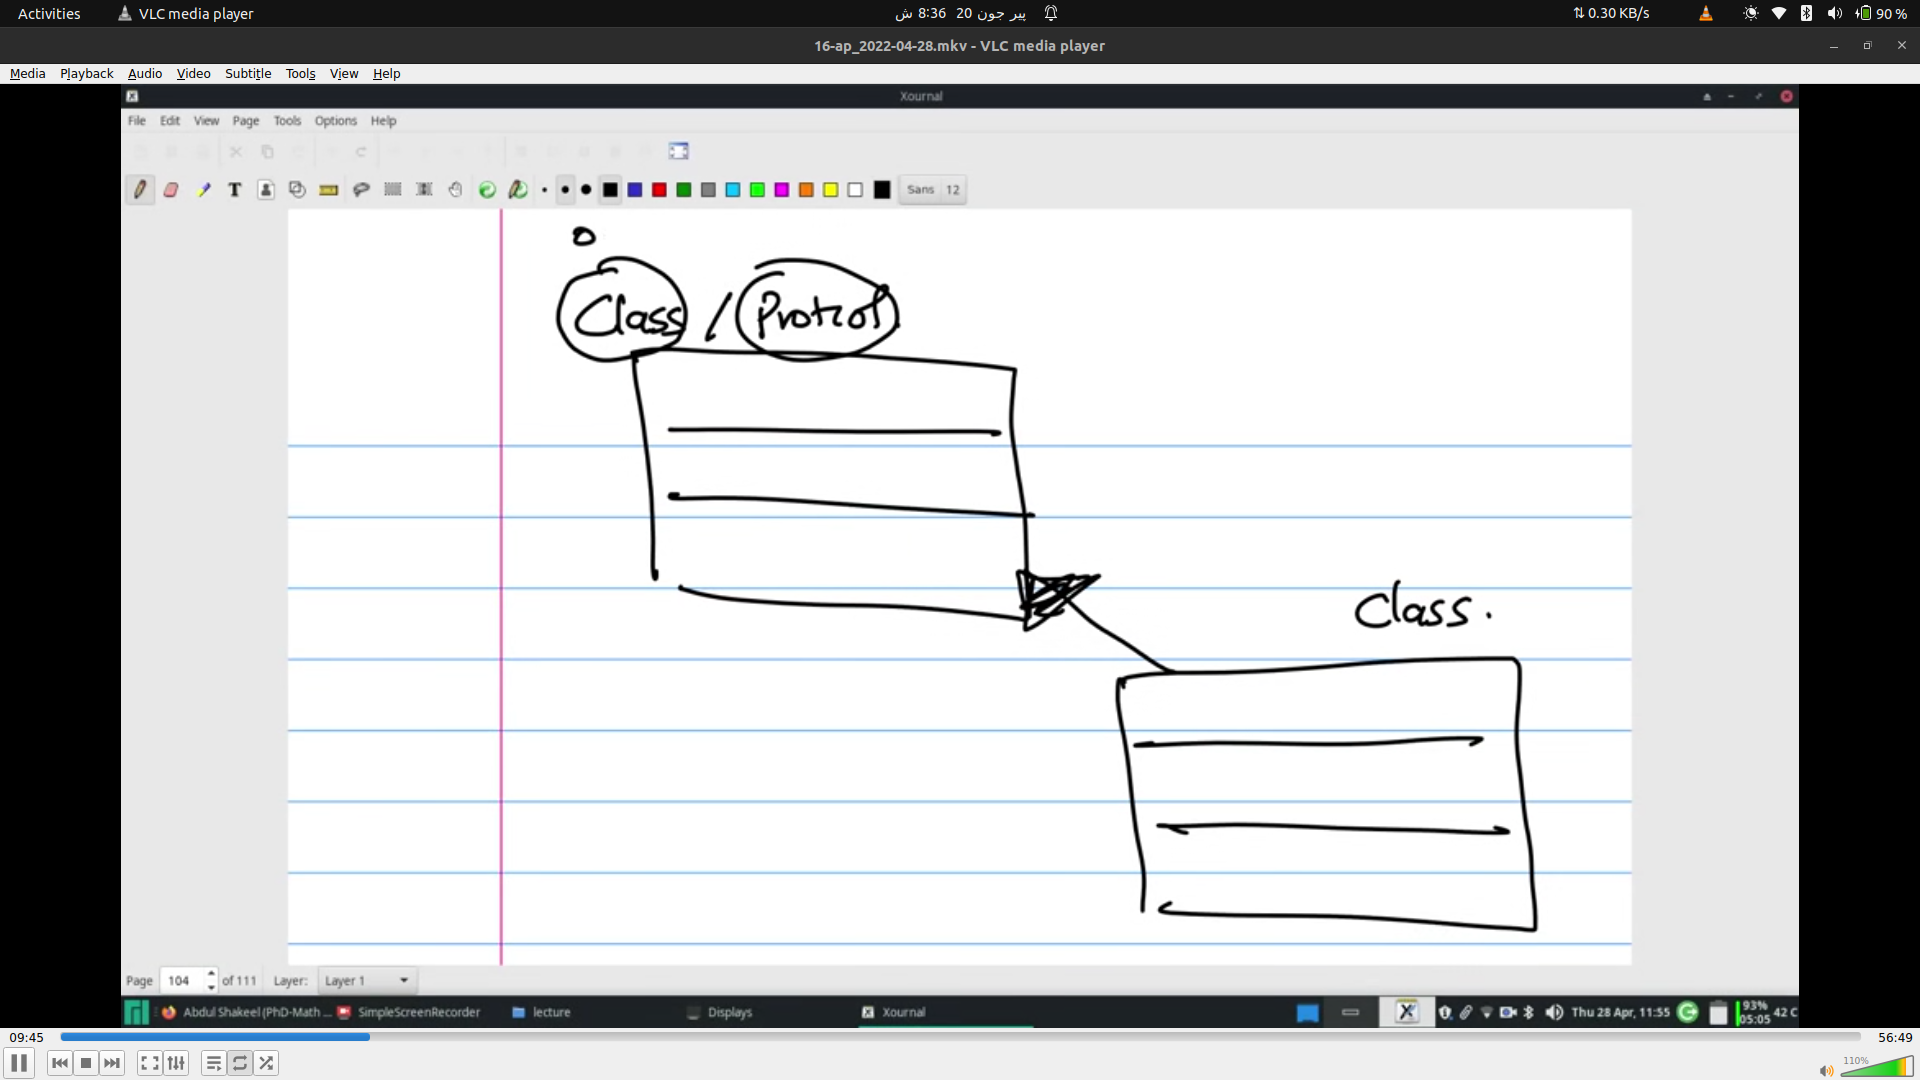 Activities VLC media player پیر جون 20 8:36 ش 0.30 KB/s 90 %
16-ap_2022-04-28.mkv - VLC media player
Media Playback Audio Video Subtitle Tools View Help
Xournal
File Edit View Page Tools Options Help
T Sans 12
Class / Protcol
Class.
Page 104 of 111 Layer: Layer 1
Abdul Shakeel (PhD-Math ... SimpleScreenRecorder lecture Displays Xournal Thu 28 Apr, 11:55 93% 05:05 42 C
09:45 56:49
110%